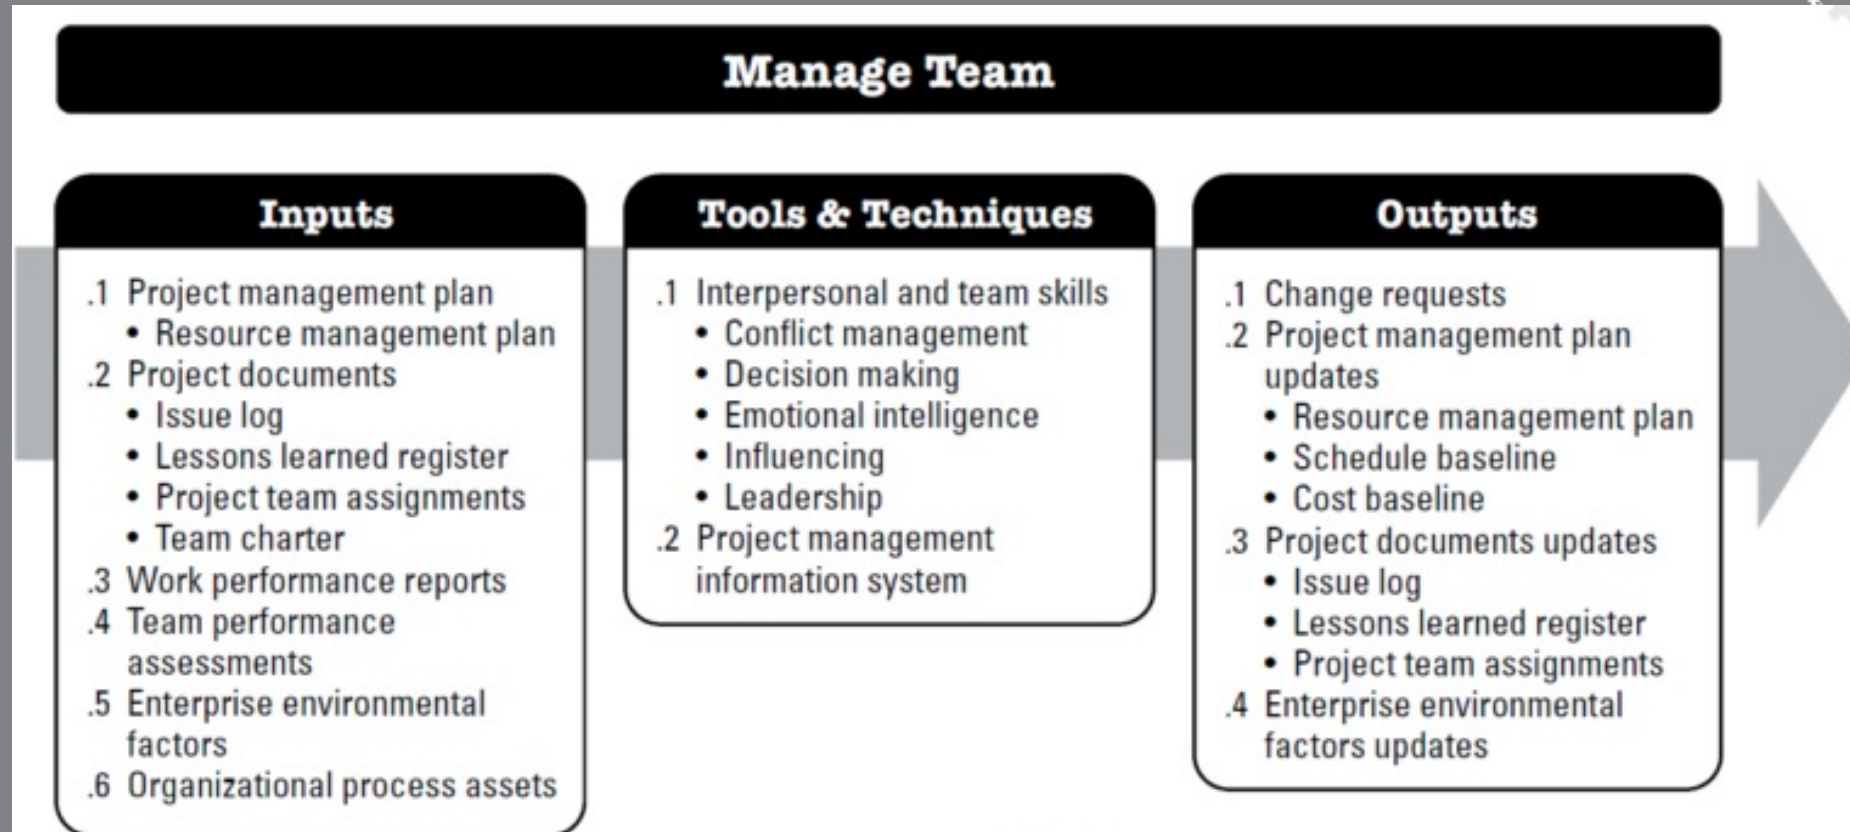 Manage Team
Inputs
.1 Project management plan
• Resource management plan
.2 Project documents
• Issue log
• Lessons learned register
• Project team assignments
• Team charter
.3 Work performance reports
.4 Team performance
assessments
.5 Enterprise environmental
factors
.6 Organizational process assets
Tools & Techniques
.1 Interpersonal and team skills
• Conflict management
• Decision making
• Emotional intelligence
• Influencing
• Leadership
.2 Project management
information system
Outputs
.1 Change requests
.2 Project management plan
updates
• Resource management plan
• Schedule baseline
• Cost baseline
.3 Project documents updates
• Issue log
• Lessons learned register
• Project team assignments
.4 Enterprise environmental
factors updates